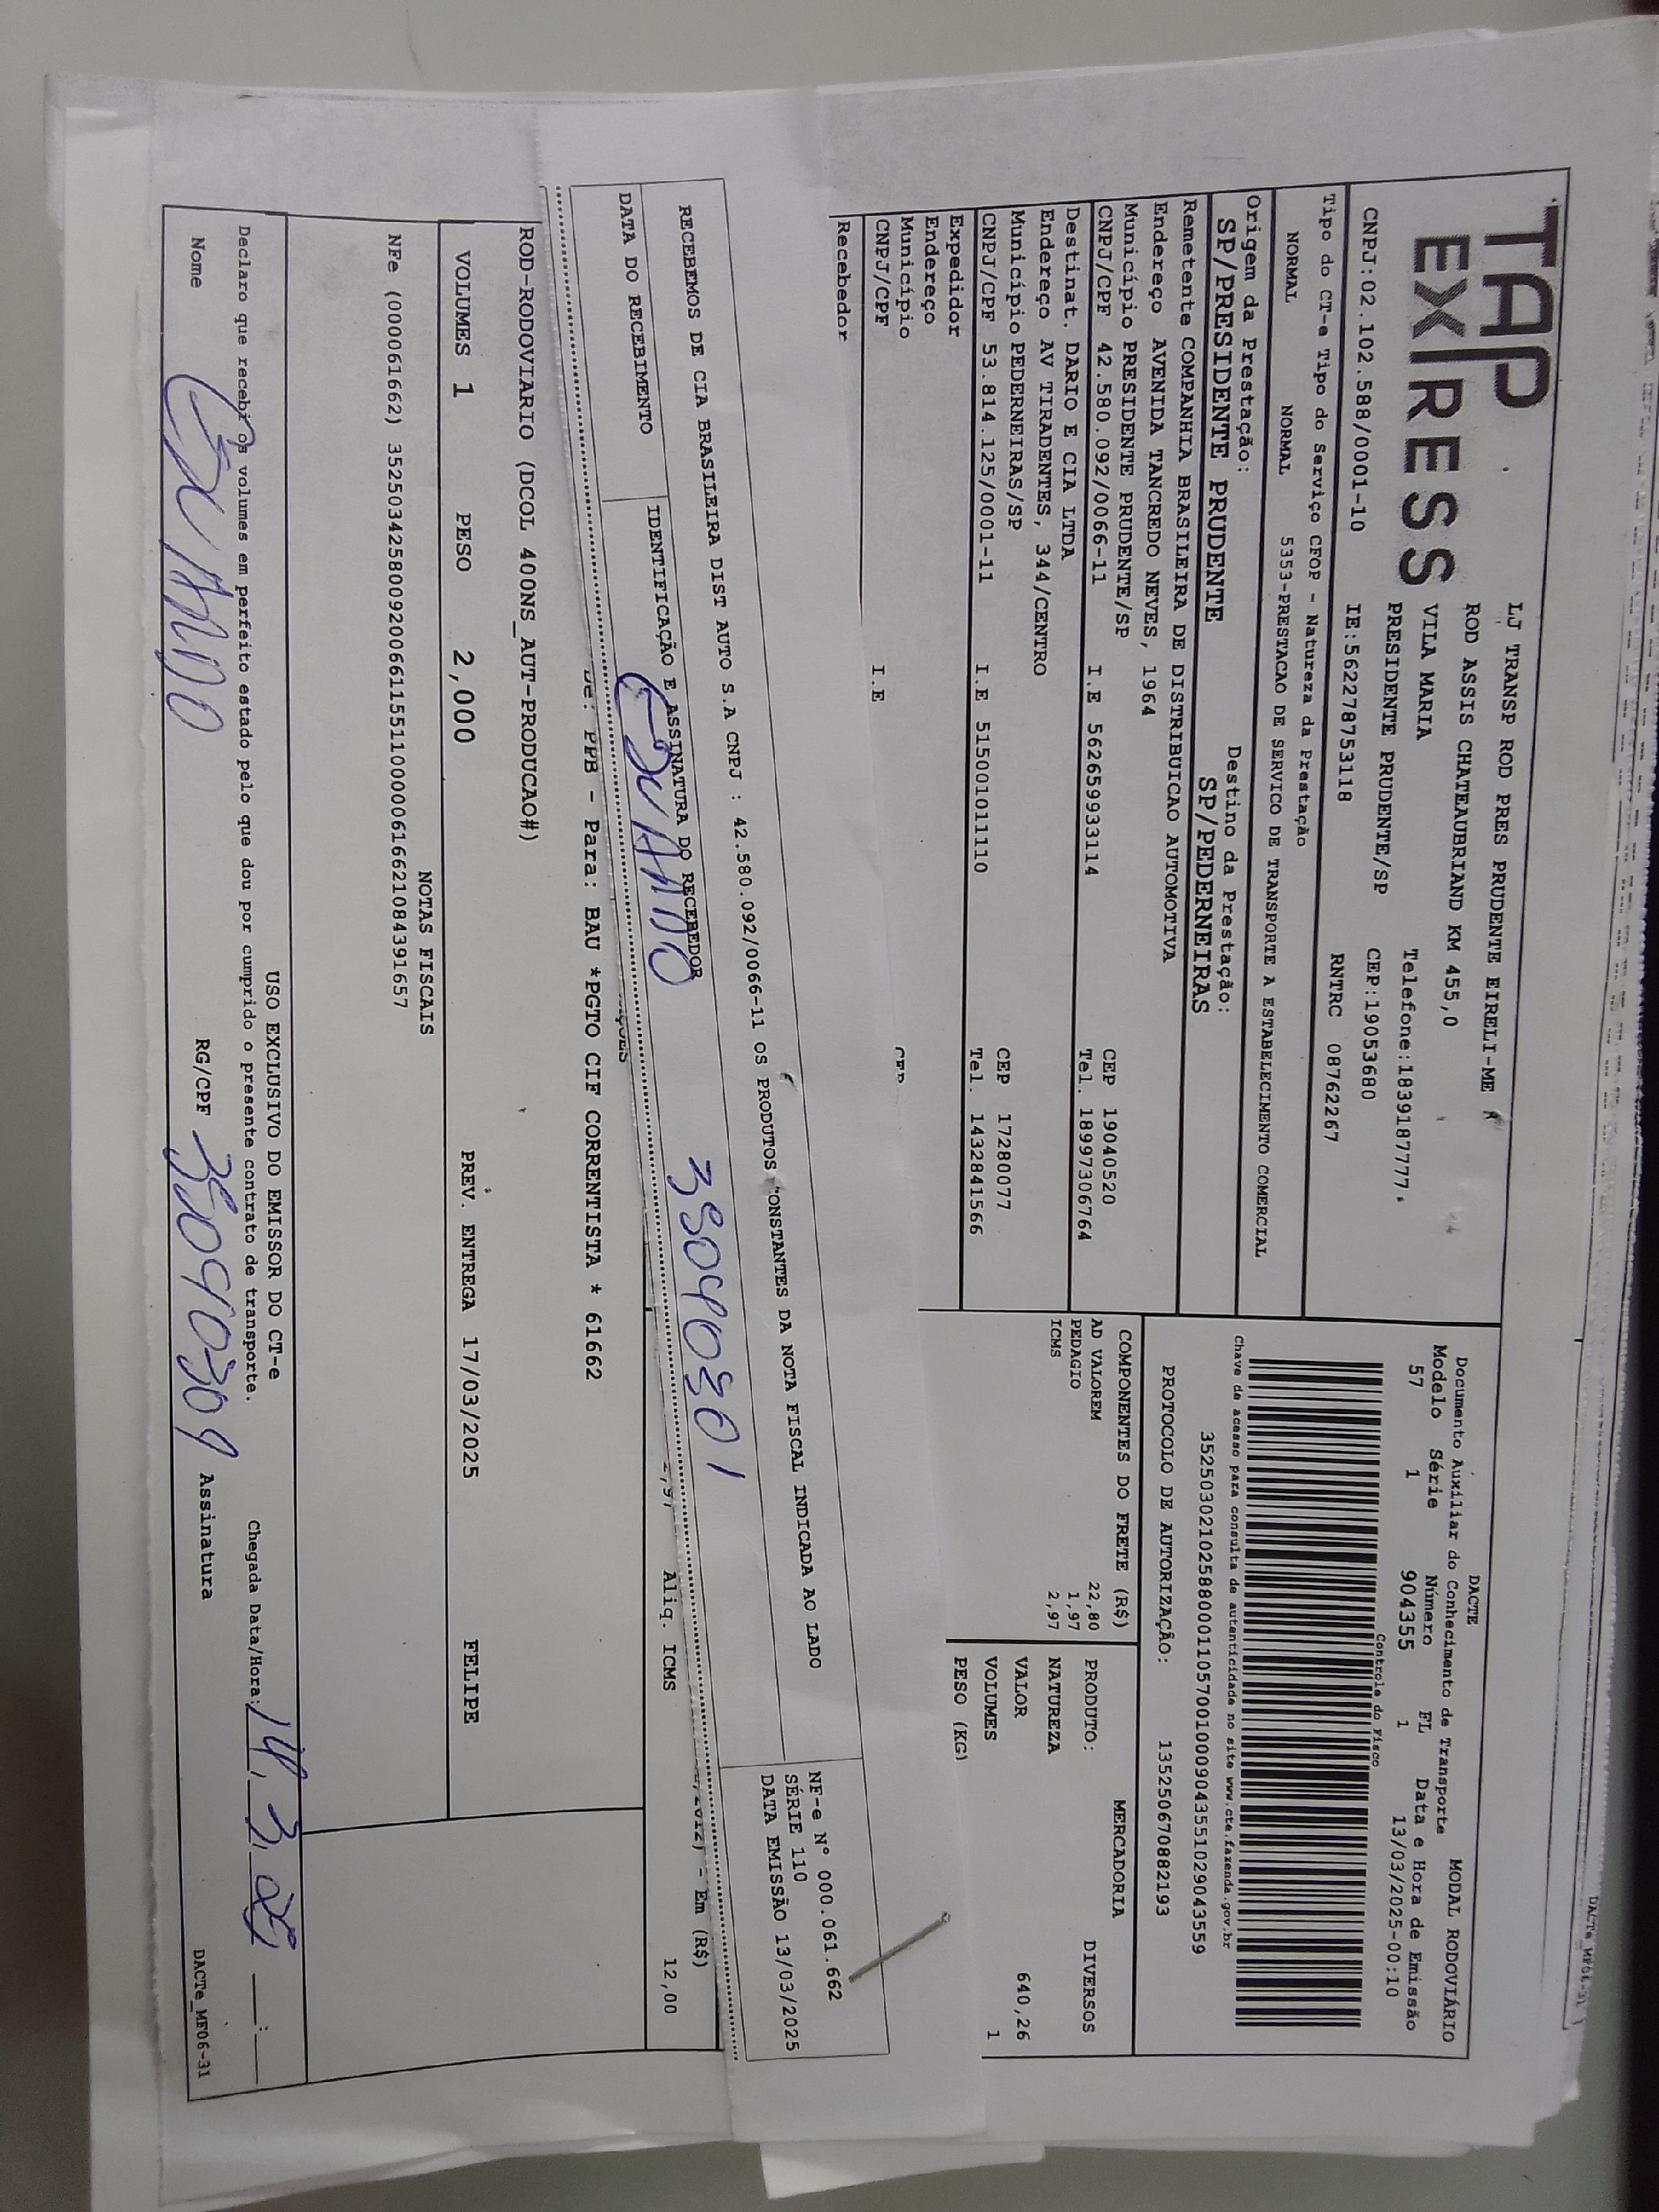 TAP
EXPRESS
LJ TRANSP ROD PRES PRUDENTE EIRELI-ME
ROD ASSIS CHATEAUBRIAND KM 455,0
VILA MARIA
Telefone:1839187777
PRESIDENTE PRUDENTE/SP CEP:19053680
CNPJ:02.102.588/0001-10 IE:562278753118 RNTRC 08762267
Tipo do CT-e Tipo do Serviço CFOP - Natureza da Prestação
NORMAL NORMAL 5353-PRESTACAO DE SERVICO DE TRANSPORTE A ESTABELECIMENTO COMERCIAL
Origem da Prestação: Destino da Prestação:
SP/PRESIDENTE PRUDENTE SP/PEDERNEIRAS
Remetente COMPANHIA BRASILEIRA DE DISTRIBUICAO AUTOMOTIVA
Endereço AVENIDA TANCREDO NEVES, 1964
Município PRESIDENTE PRUDENTE/SP CEP 19040520
CNPJ/CPF 42.580.092/0066-11 I.E 562659933114 Tel. 18997306764
Destinat. DARIO E CIA LTDA
Endereço AV TIRADENTES, 344/CENTRO
Município PEDERNEIRAS/SP CEP 17280077
CNPJ/CPF 53.814.125/0001-11 I.E 515001011110 Tel. 1432841566
Expedidor
Endereço
Município CEP
CNPJ/CPF I.E
Recebedor
DACTE MODAL RODOVIÁRIO
Documento Auxiliar do Conhecimento de Transporte
Modelo Série Número FL Data e Hora de Emissão
57 1 904355 1 13/03/2025-00:10
Controle do Fisco
Chave de acesso para consulta de autenticidade no site www.cte.fazenda.gov.br
35250302102588000110570010009043551029043559
PROTOCOLO DE AUTORIZAÇÃO: 135250670882193
COMPONENTES DO FRETE (R$)
AD VALOREM 22,80
PEDAGIO 1,97
ICMS 2,97
MERCADORIA
PRODUTO: DIVERSOS
NATUREZA
VALOR 640,26
VOLUMES 1
PESO (KG)
RECEBEMOS DE CIA BRASILEIRA DIST AUTO S.A CNPJ : 42.580.092/0066-11 OS PRODUTOS CONSTANTES DA NOTA FISCAL INDICADA AO LADO
NF-e N° 000.061.662
SÉRIE 110
DATA EMISSÃO 13/03/2025
DATA DO RECEBIMENTO IDENTIFICAÇÃO E ASSINATURA DO RECEBEDOR
- Em (R$)
Aliq. ICMS 12,00
De: PPB - Para: BAU *PGTO CIF CORRENTISTA * 61662
ROD-RODOVIARIO (DCOL 400NS_AUT-PRODUCAO#)
VOLUMES 1 PESO 2,000 PREV. ENTREGA 17/03/2025 FELIPE
NOTAS FISCAIS
NFe (000061662) 35250342580092006611551100000616621084391657
USO EXCLUSIVO DO EMISSOR DO CT-e
Declaro que recebi os volumes em perfeito estado pelo que dou por cumprido o presente contrato de transporte. Chegada Data/Hora: 14, 3, 25
Nome RG/CPF Assinatura
DACTe_MF06-31